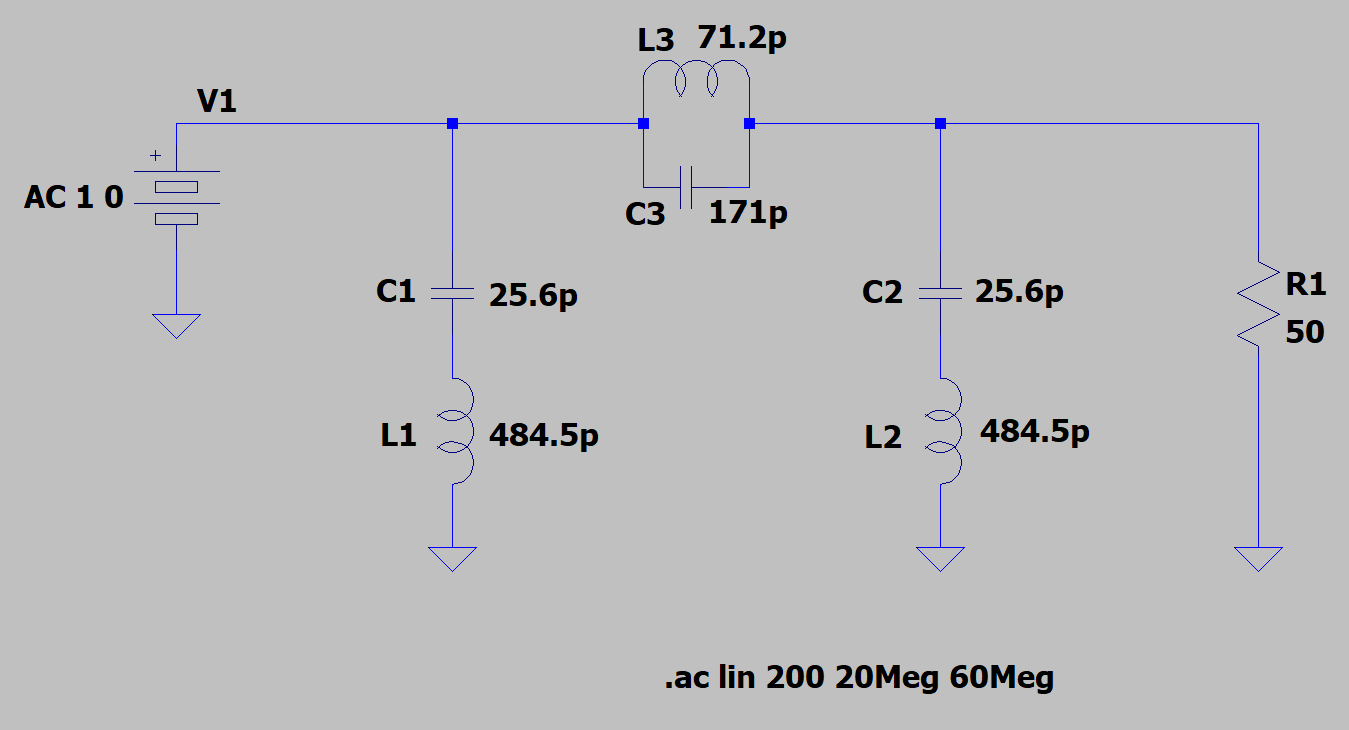 L3 71.2p
V1
+
AC 1 0
C3 171p
C1 25.6p
C2 25.6p
R1
50
L1 484.5p
L2 484.5p
.ac lin 200 20Meg 60Meg